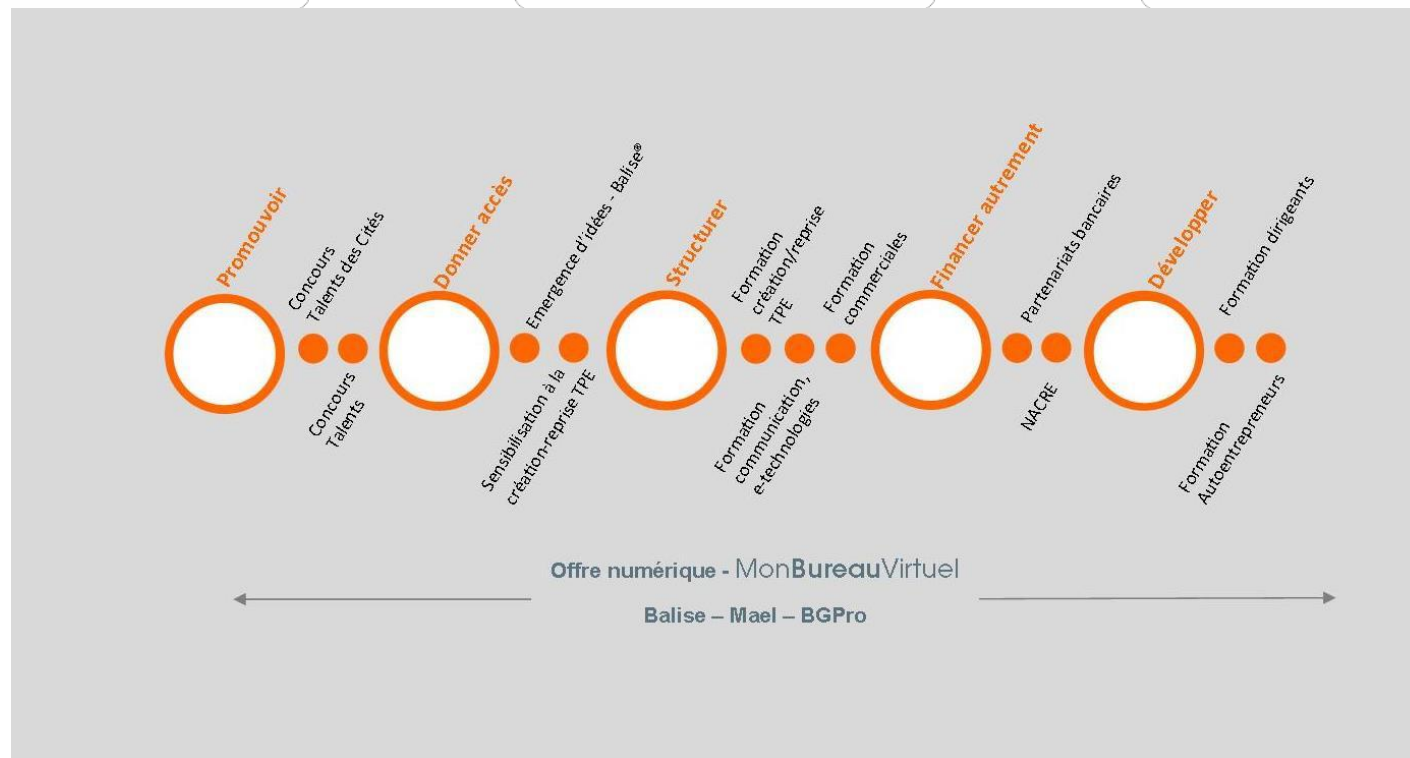 Promouvoir
Concours
Talents des Cités
Concours
Talents
Donner accès
Emergence d'idées - Balise®
Sensibilisation à la
création-reprise TPE
Structurer
Formation
création/reprise
TPE
Formation
communication,
e-technologies
Formation
commerciales
Financer autrement
Partenariats bancaires
NACRE
Développer
Formation dirigeants
Formation
Autoentrepreneurs
Offre numérique - MonBureauVirtuel
Balise – Mael – BGPro